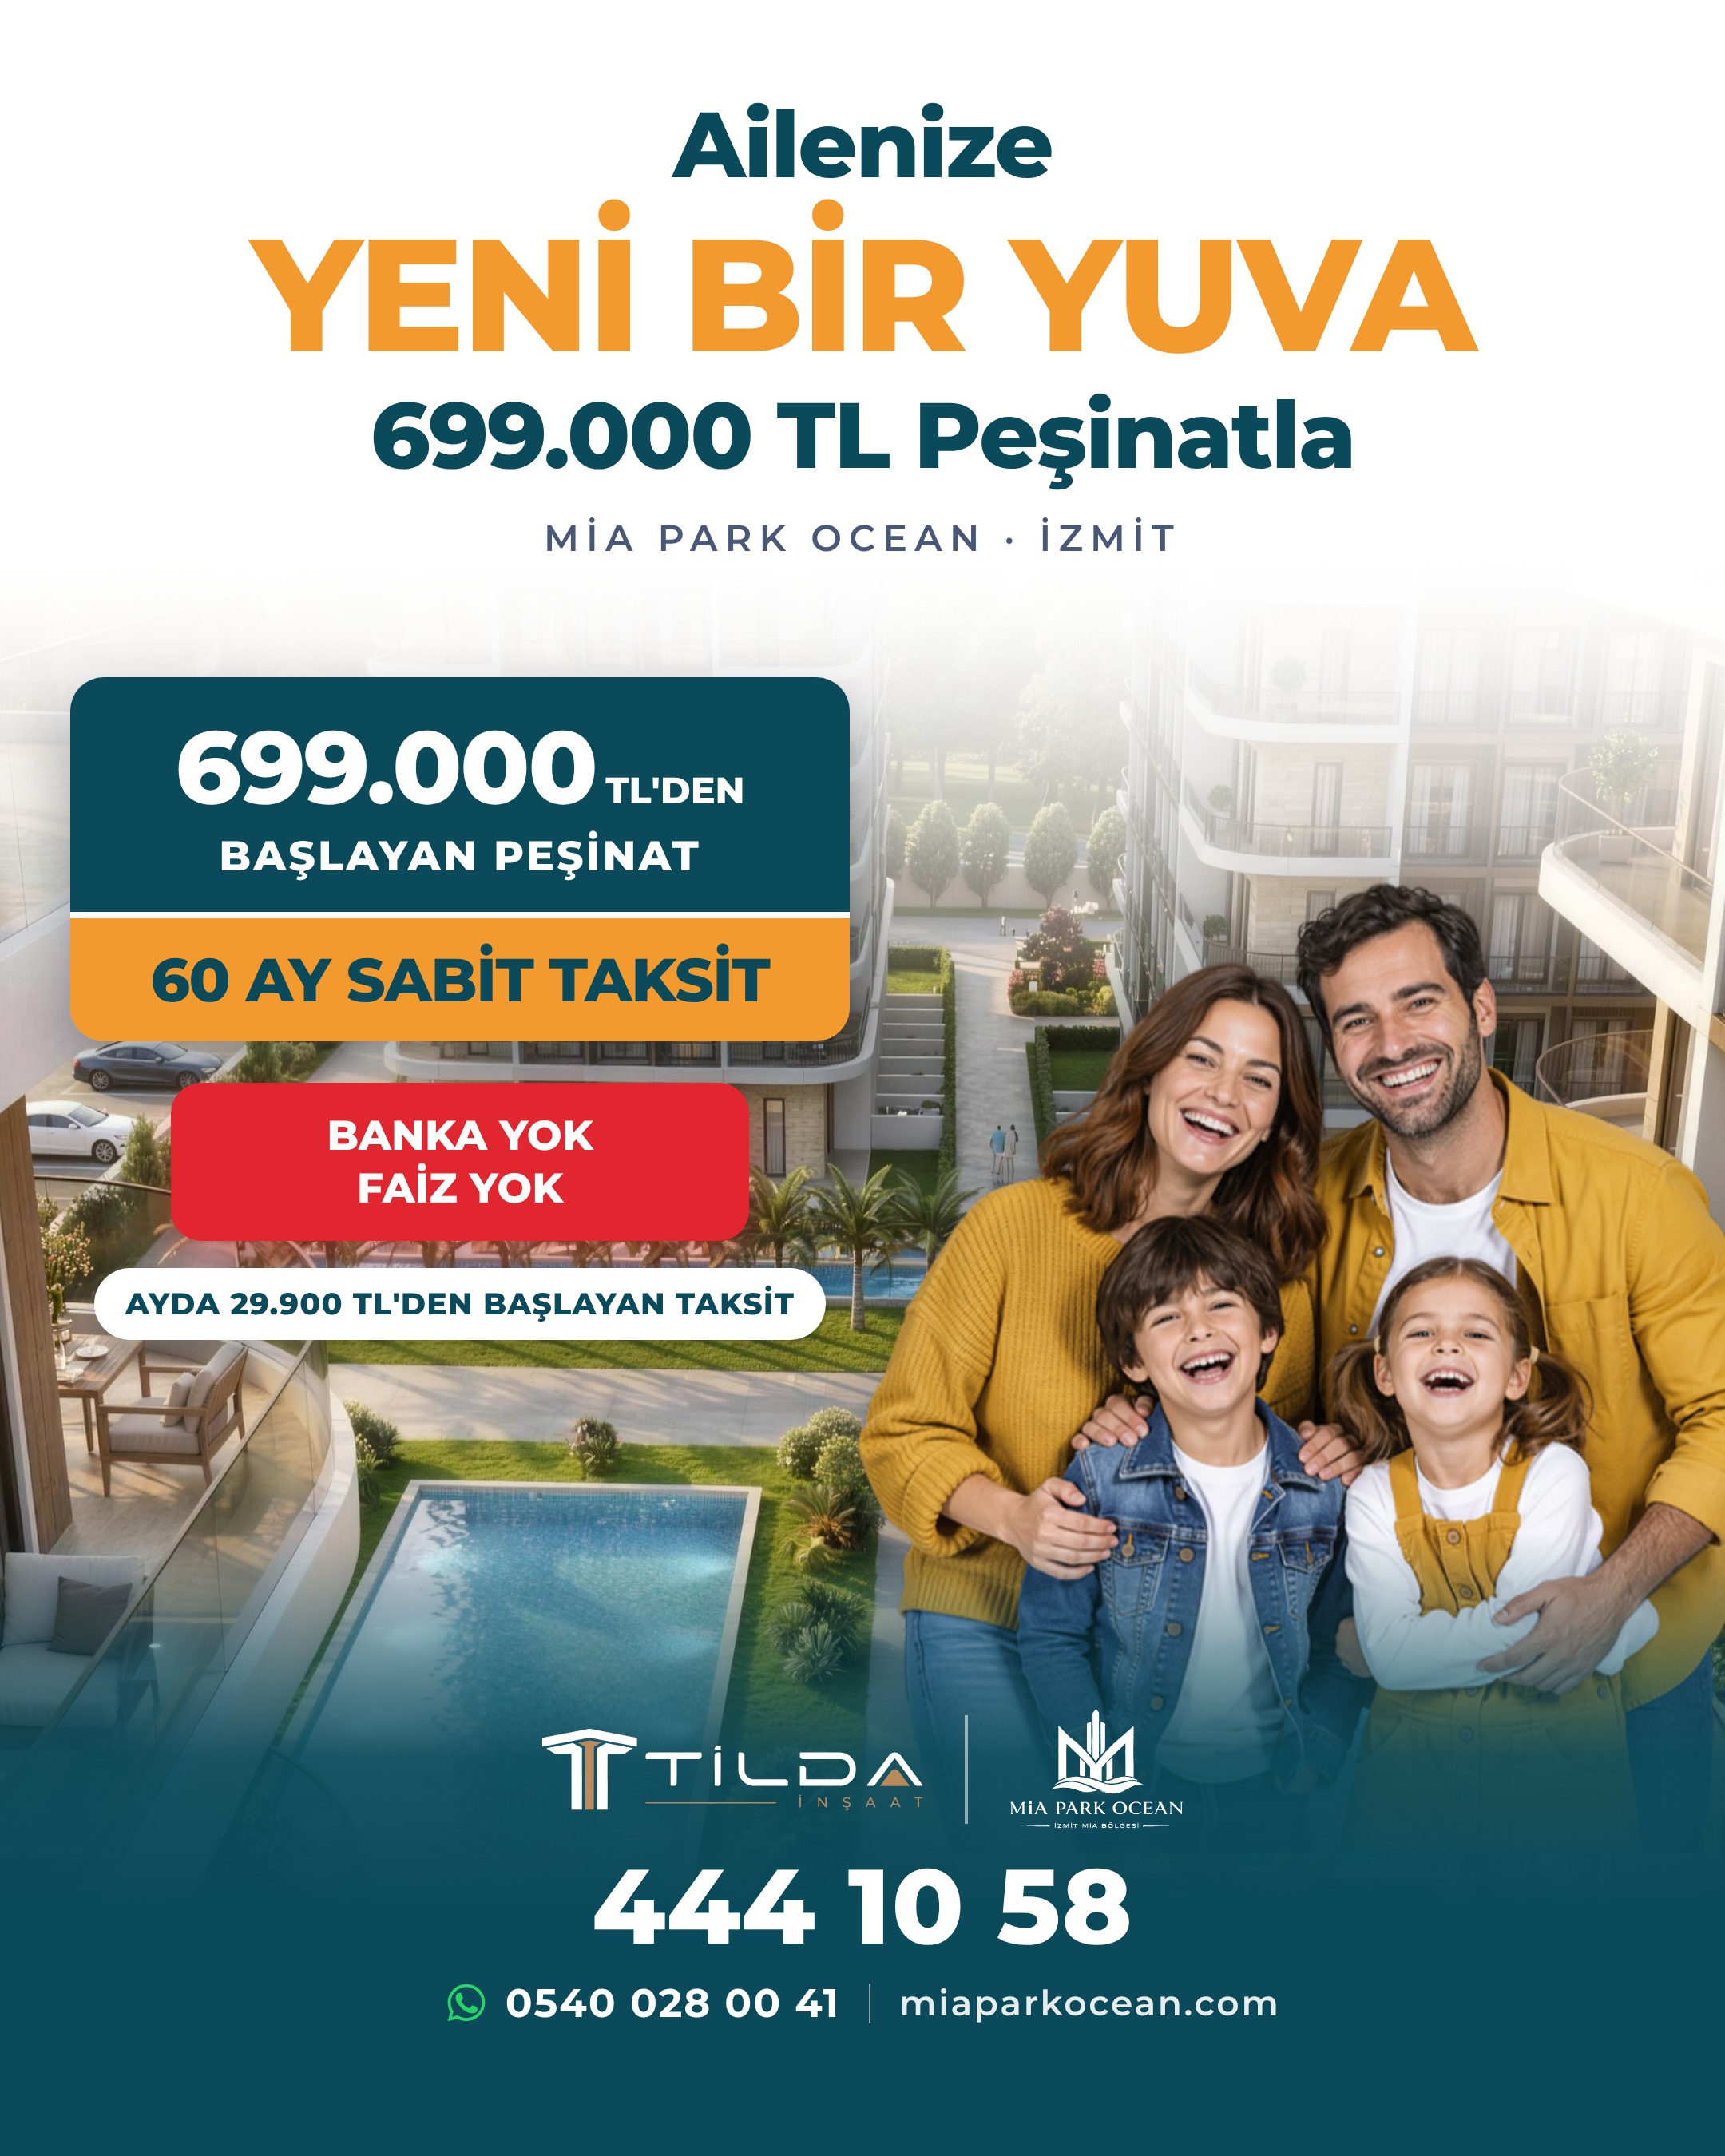 Ailenize
YENİ BİR YUVA
699.000 TL Peşinatla
MİA PARK OCEAN · İZMİT
699.000 TL'DEN
BAŞLAYAN PEŞİNAT
60 AY SABİT TAKSİT
BANKA YOK
FAİZ YOK
AYDA 29.900 TL'DEN BAŞLAYAN TAKSİT
TİLDA
İNŞAAT
MİA PARK OCEAN
İZMİT MİA BÖLGESİ
444 10 58
0540 028 00 41 | miaparkocean.com